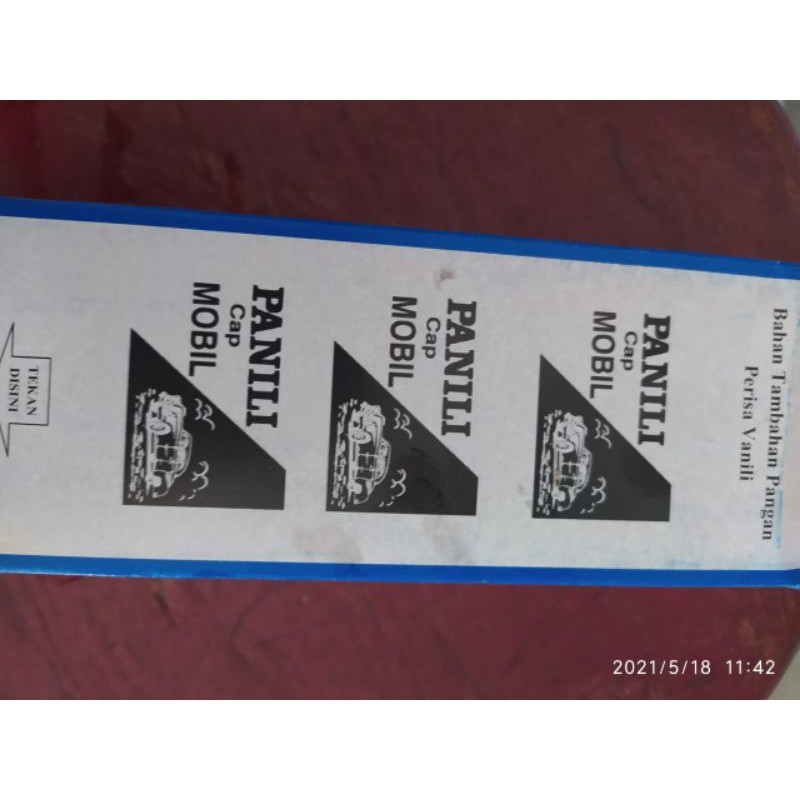 Bahan Tambahan Pangan
Perisa Vanili
PANILI
Cap
MOBIL
PANILI
Cap
MOBIL
PANILI
Cap
MOBIL
TEKAN
DISINI
2021/5/18 11:42